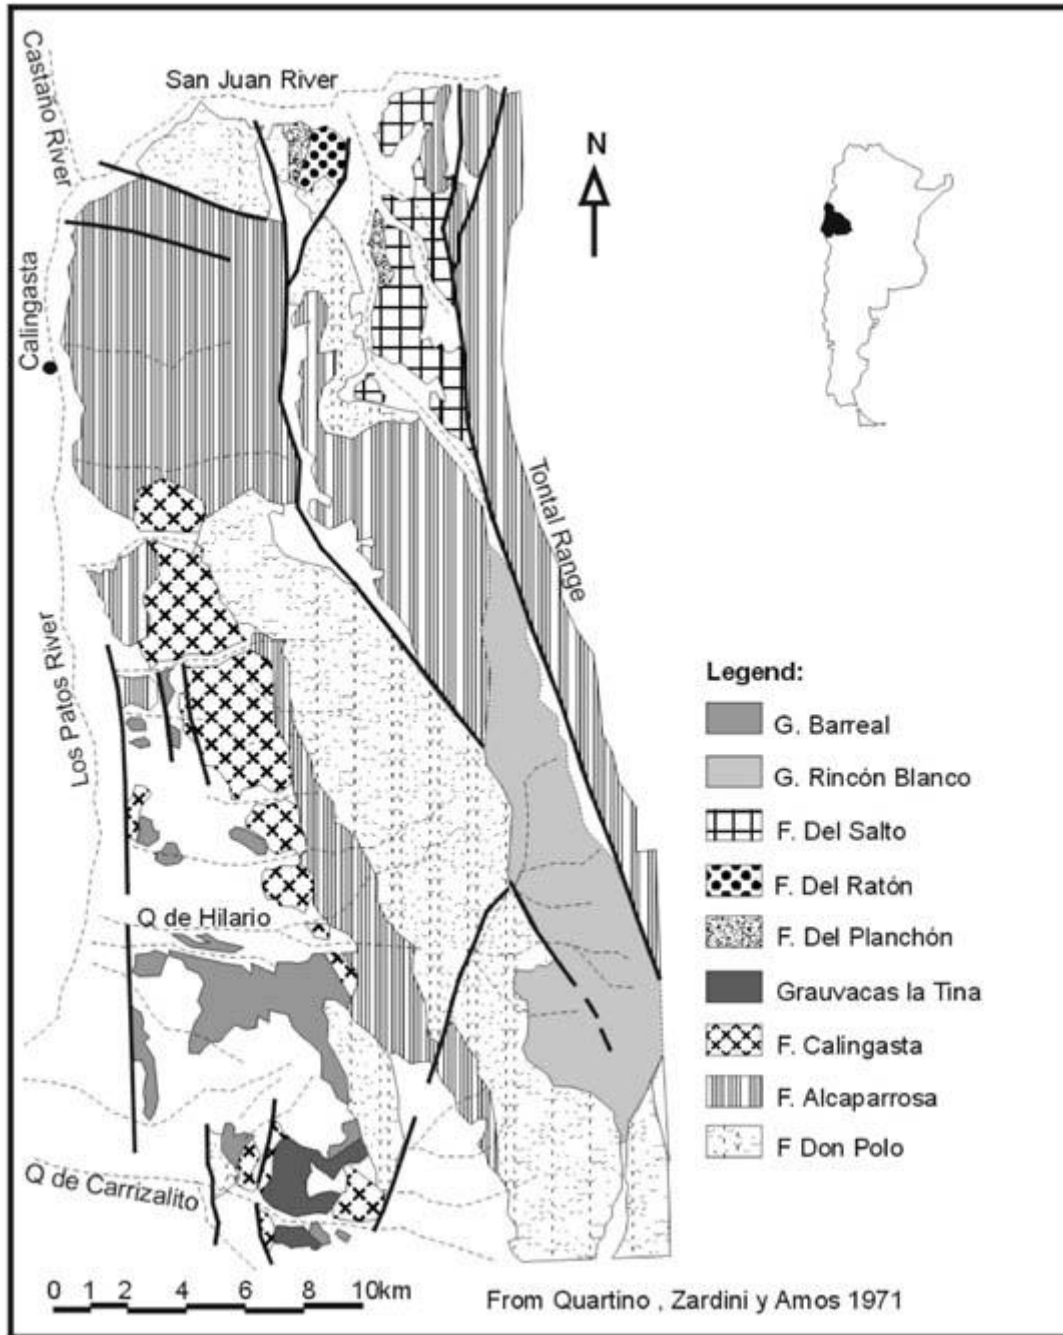 San Juan River
Castaño River
N
Calingasta
Tontal Range
Los Patos River
Legend:
G. Barreal
G. Rincón Blanco
F. Del Salto
F. Del Ratón
F. Del Planchón
Grauvacas la Tina
F. Calingasta
F. Alcaparrosa
F Don Polo
Q de Hilario
Q de Carrizalito
0 1 2 4 6 8 10km
From Quartino , Zardini y Amos 1971